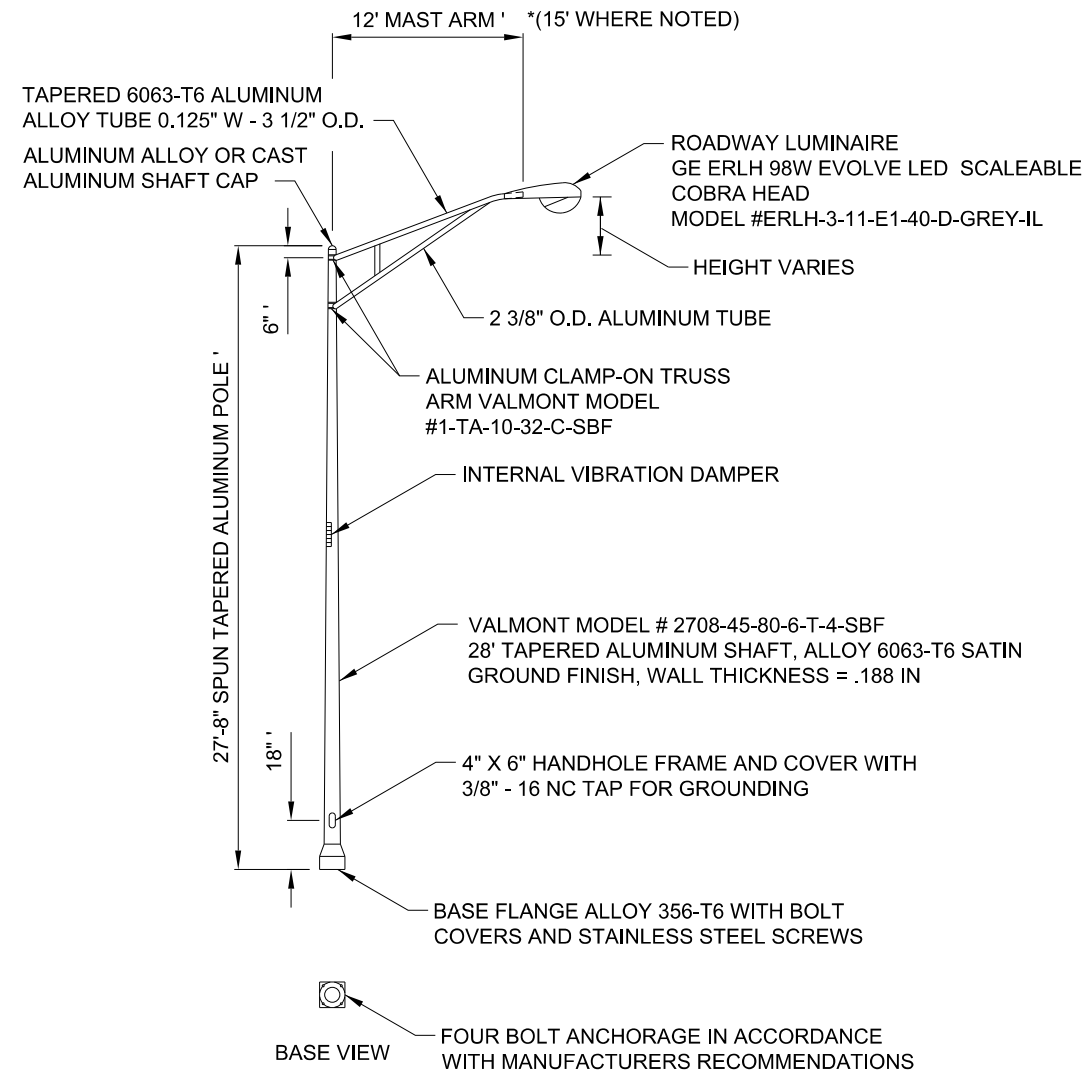 12' MAST ARM ' *(15' WHERE NOTED)
TAPERED 6063-T6 ALUMINUM
ALLOY TUBE 0.125" W - 3 1/2" O.D.
ALUMINUM ALLOY OR CAST
ALUMINUM SHAFT CAP
ROADWAY LUMINAIRE
GE ERLH 98W EVOLVE LED SCALEABLE
COBRA HEAD
MODEL #ERLH-3-11-E1-40-D-GREY-IL
HEIGHT VARIES
6" '
2 3/8" O.D. ALUMINUM TUBE
ALUMINUM CLAMP-ON TRUSS
ARM VALMONT MODEL
#1-TA-10-32-C-SBF
27'-8" SPUN TAPERED ALUMINUM POLE '
INTERNAL VIBRATION DAMPER
VALMONT MODEL # 2708-45-80-6-T-4-SBF
28' TAPERED ALUMINUM SHAFT, ALLOY 6063-T6 SATIN
GROUND FINISH, WALL THICKNESS = .188 IN
18" '
4" X 6" HANDHOLE FRAME AND COVER WITH
3/8" - 16 NC TAP FOR GROUNDING
BASE FLANGE ALLOY 356-T6 WITH BOLT
COVERS AND STAINLESS STEEL SCREWS
BASE VIEW
FOUR BOLT ANCHORAGE IN ACCORDANCE
WITH MANUFACTURERS RECOMMENDATIONS